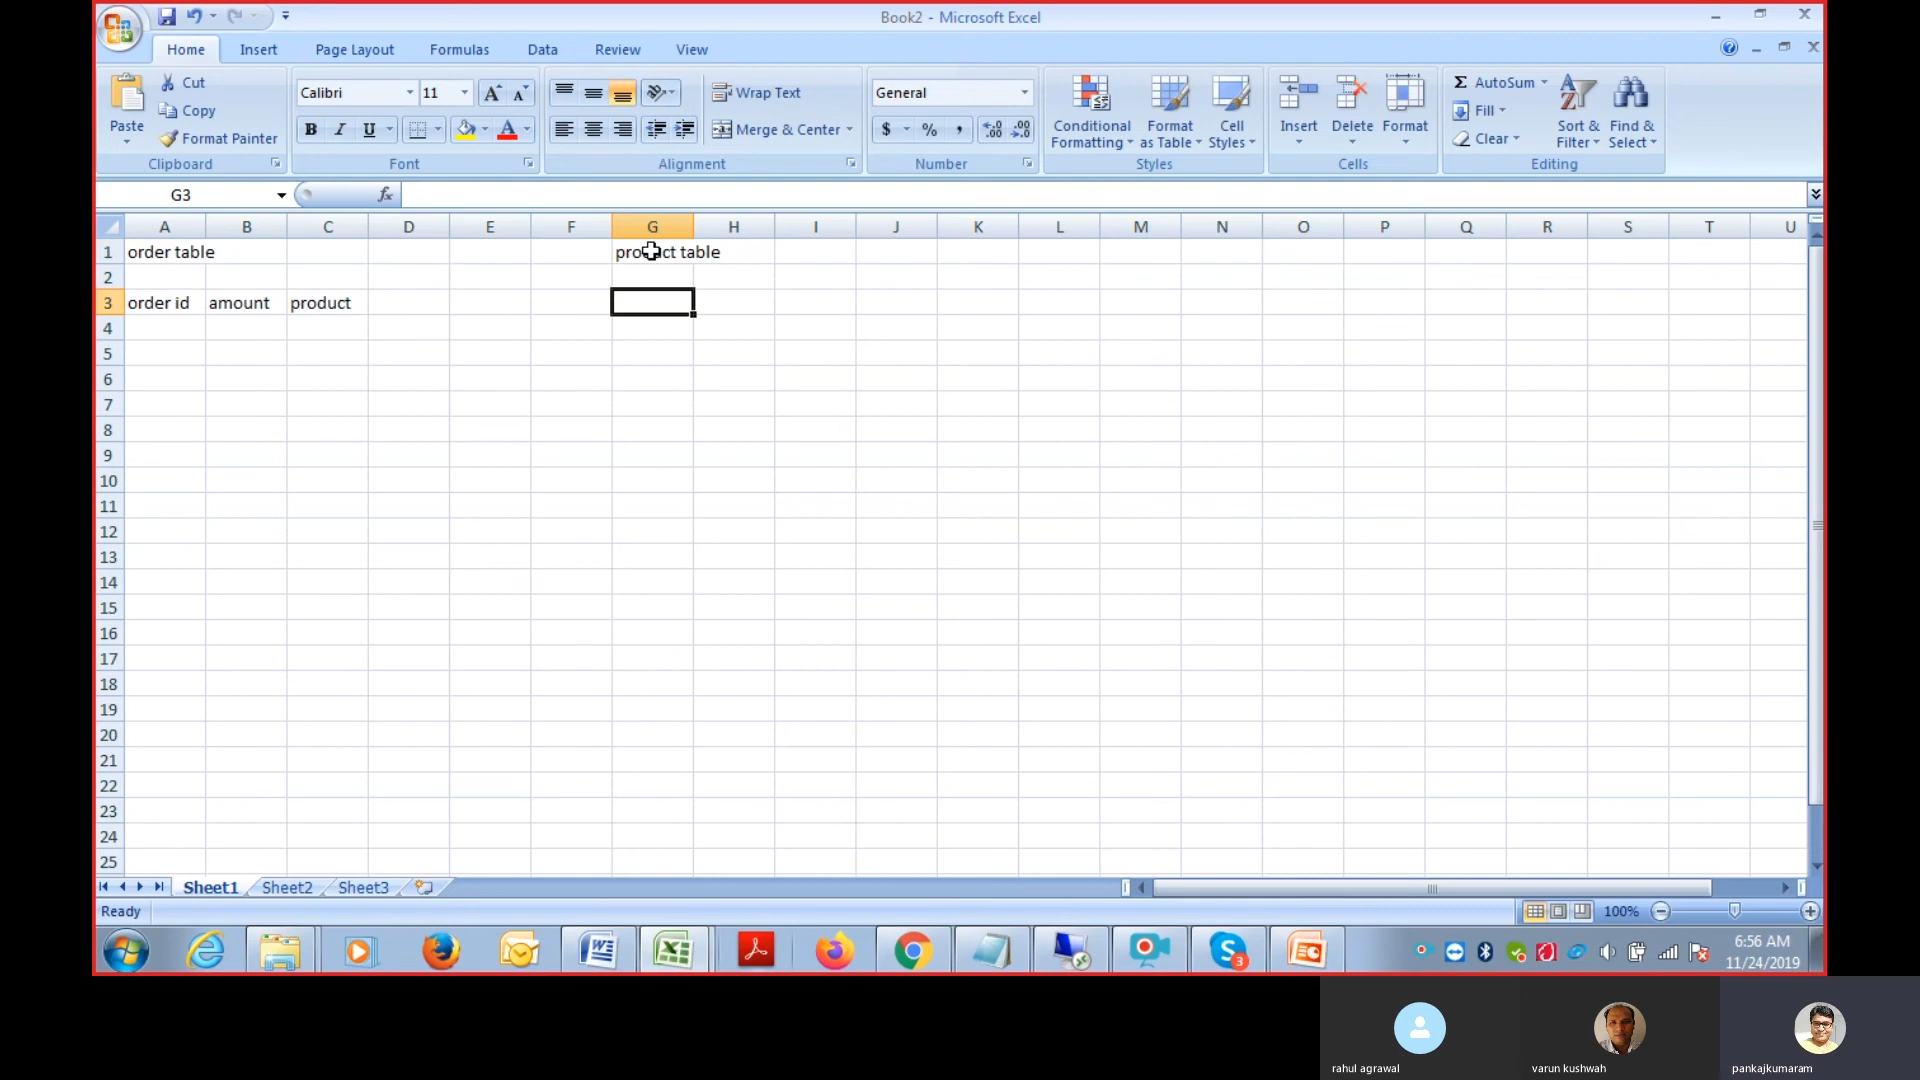 Book2 - Microsoft Excel
Home Insert Page Layout Formulas Data Review View
Paste Cut Calibri 11 Wrap Text General Conditional Formatting Format as Table Cell Styles Insert Delete Format Σ AutoSum Sort & Filter Find & Select
Copy Fill
Format Painter B I U A Merge & Center $ % , .00 Clear
Clipboard Font Alignment Number Styles Cells Editing
G3 fx
A B C D E F G H I J K L M N O P Q R S T U
1 order table product table
2
3 order id amount product
4
5
6
7
8
9
10
11
12
13
14
15
16
17
18
19
20
21
22
23
24
25
Sheet1 Sheet2 Sheet3
Ready 100%
6:56 AM
11/24/2019
rahul agrawal varun kushwah pankajkumaram